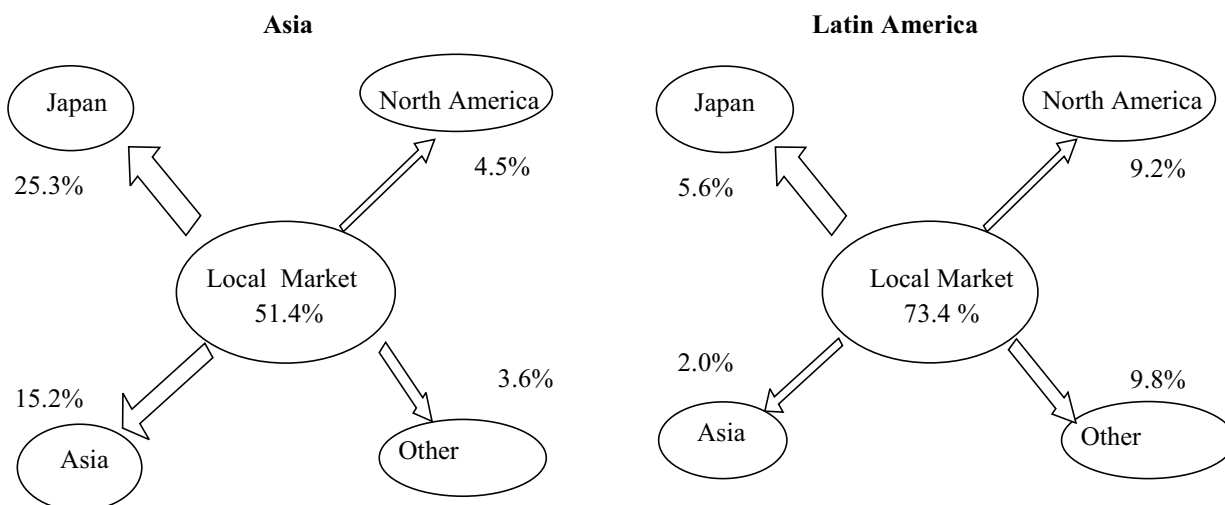 Asia
Japan
North America
25.3%
4.5%
Local Market
51.4%
15.2%
3.6%
Asia
Other
Latin America
Japan
North America
5.6%
9.2%
Local Market
73.4 %
2.0%
9.8%
Asia
Other